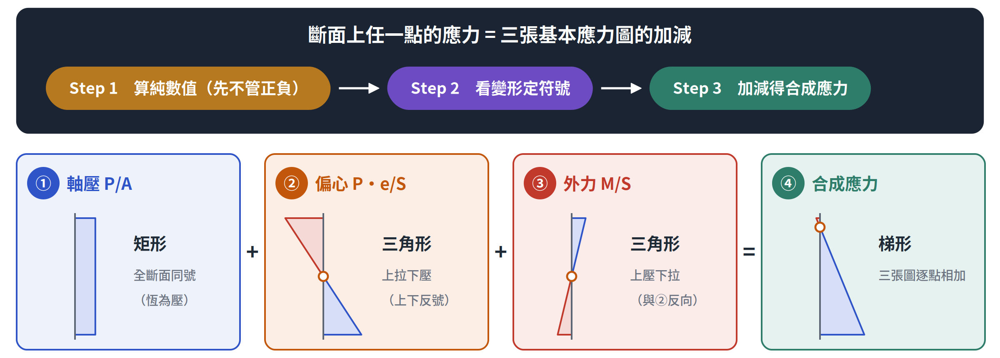 斷面上任一點的應力 = 三張基本應力圖的加減
Step 1　算純數值（先不管正負）
Step 2　看變形定符號
Step 3　加減得合成應力
① 軸壓 P/A
矩形
全斷面同號
（恆為壓）
+
② 偏心 P・e/S
三角形
上拉下壓
（上下反號）
+
③ 外力 M/S
三角形
上壓下拉
（與②反向）
=
④ 合成應力
梯形
三張圖逐點相加